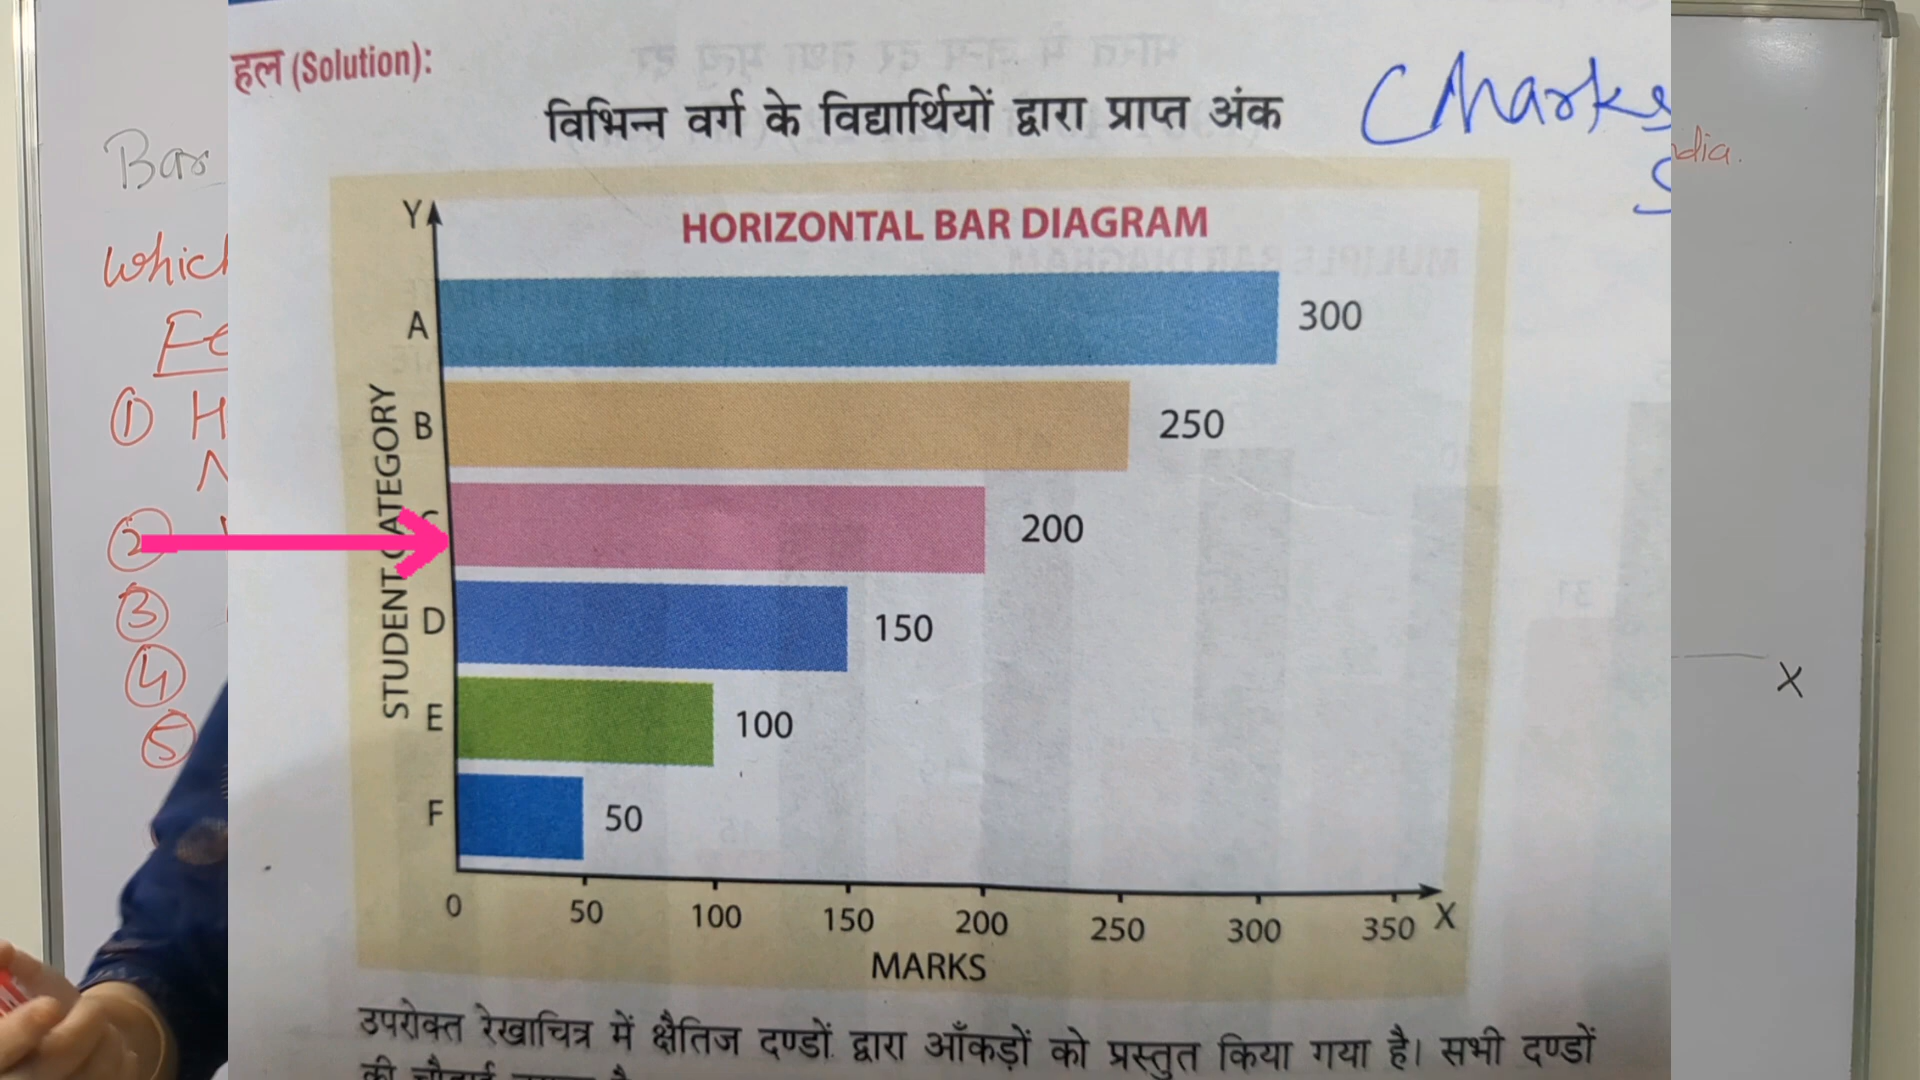 हल (Solution):
विभिन्न वर्ग के विद्यार्थियों द्वारा प्राप्त अंक
Marks
Bar
dia.
which
HORIZONTAL BAR DIAGRAM
Y
A 300
B 250
200
D 150
E 100
F 50
STUDENT CATEGORY
0 50 100 150 200 250 300 350 X
MARKS
① H
N
②
③
④
⑤
X
उपरोक्त रेखाचित्र में क्षैतिज दण्डों द्वारा आँकड़ों को प्रस्तुत किया गया है। सभी दण्डों